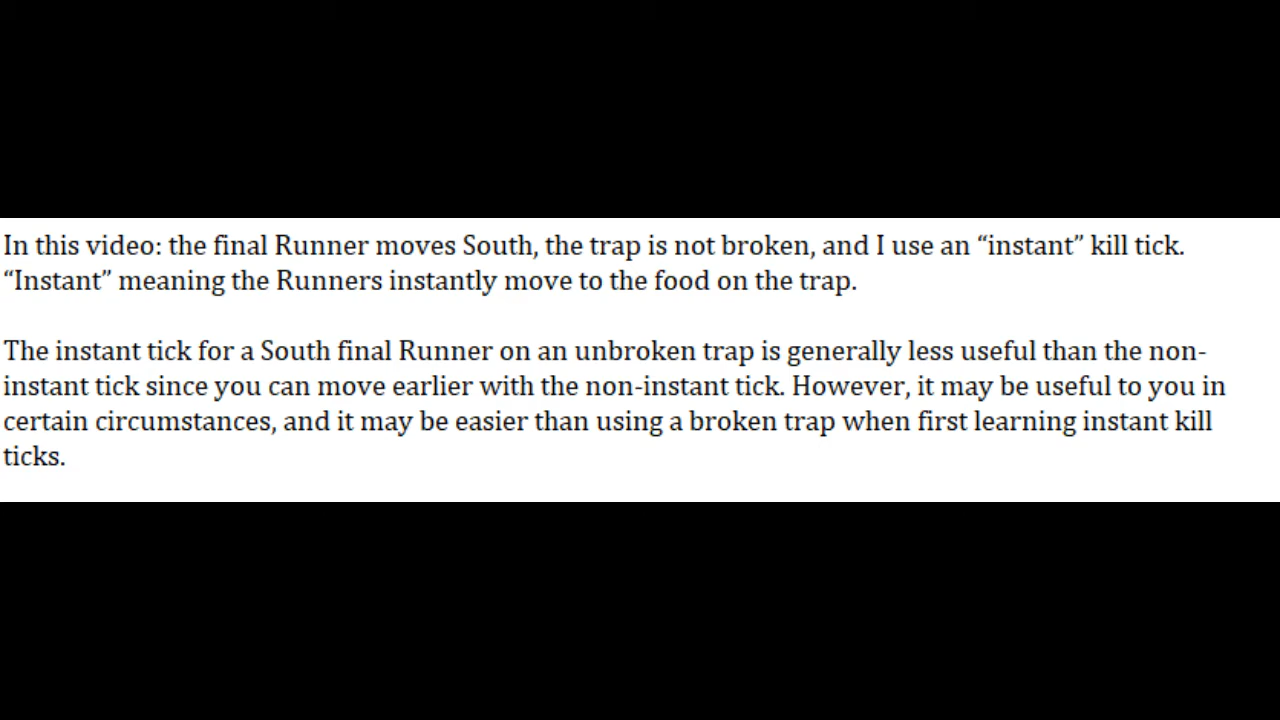 In this video: the final Runner moves South, the trap is not broken, and I use an “instant” kill tick.
“Instant” meaning the Runners instantly move to the food on the trap.
The instant tick for a South final Runner on an unbroken trap is generally less useful than the non-
instant tick since you can move earlier with the non-instant tick. However, it may be useful to you in
certain circumstances, and it may be easier than using a broken trap when first learning instant kill
ticks.